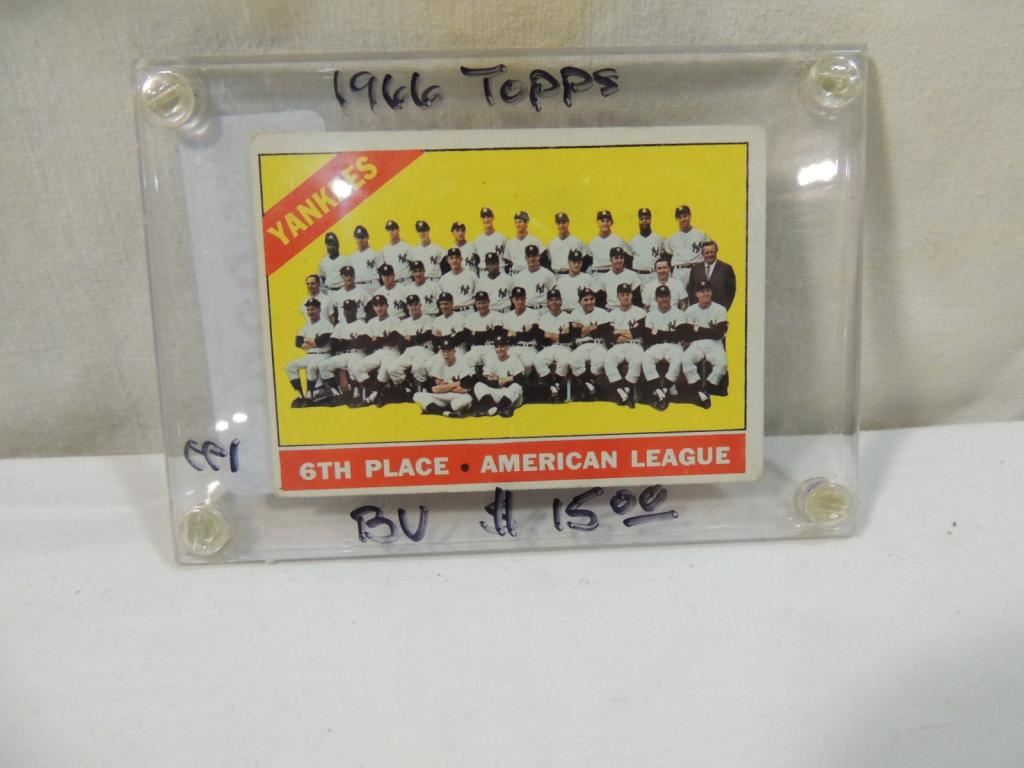 1966 Topps
YANKEES
6TH PLACE • AMERICAN LEAGUE
BV $ 15.00